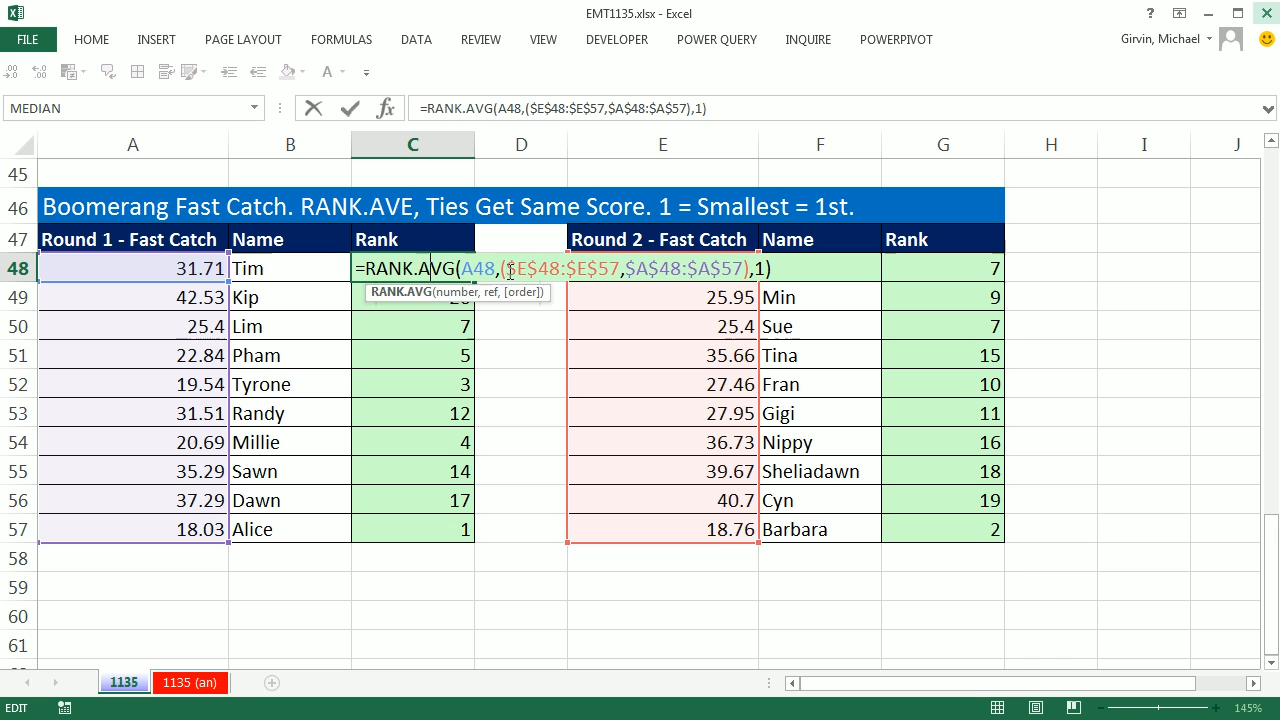 EMT1135.xlsx - Excel
FILE HOME INSERT PAGE LAYOUT FORMULAS DATA REVIEW VIEW DEVELOPER POWER QUERY INQUIRE POWERPIVOT Girvin, Michael
MEDIAN =RANK.AVG(A48,($E$48:$E$57,$A$48:$A$57),1)
A B C D E F G H I J
45
46 Boomerang Fast Catch. RANK.AVE, Ties Get Same Score. 1 = Smallest = 1st.
47 Round 1 - Fast Catch Name Rank Round 2 - Fast Catch Name Rank
48 31.71 Tim =RANK.AVG(A48,($E$48:$E$57,$A$48:$A$57),1) 7
RANK.AVG(number, ref, [order])
49 42.53 Kip 25.95 Min 9
50 25.4 Lim 7 25.4 Sue 7
51 22.84 Pham 5 35.66 Tina 15
52 19.54 Tyrone 3 27.46 Fran 10
53 31.51 Randy 12 27.95 Gigi 11
54 20.69 Millie 4 36.73 Nippy 16
55 35.29 Sawn 14 39.67 Sheliadawn 18
56 37.29 Dawn 17 40.7 Cyn 19
57 18.03 Alice 1 18.76 Barbara 2
58
59
60
61
1135 1135 (an)
EDIT 145%